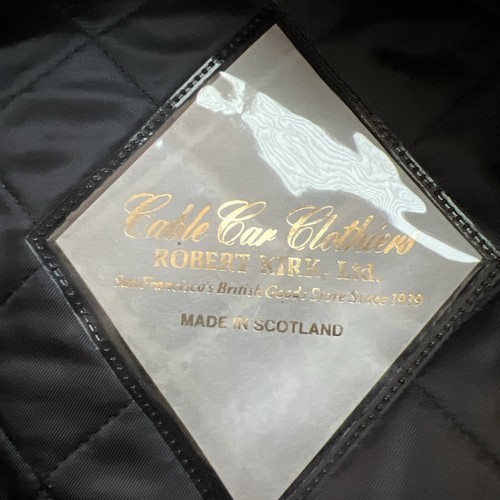 Cable Car Clothiers
ROBERT KIRK, Ltd.
San Francisco's British Goods Store Since 1939
MADE IN SCOTLAND